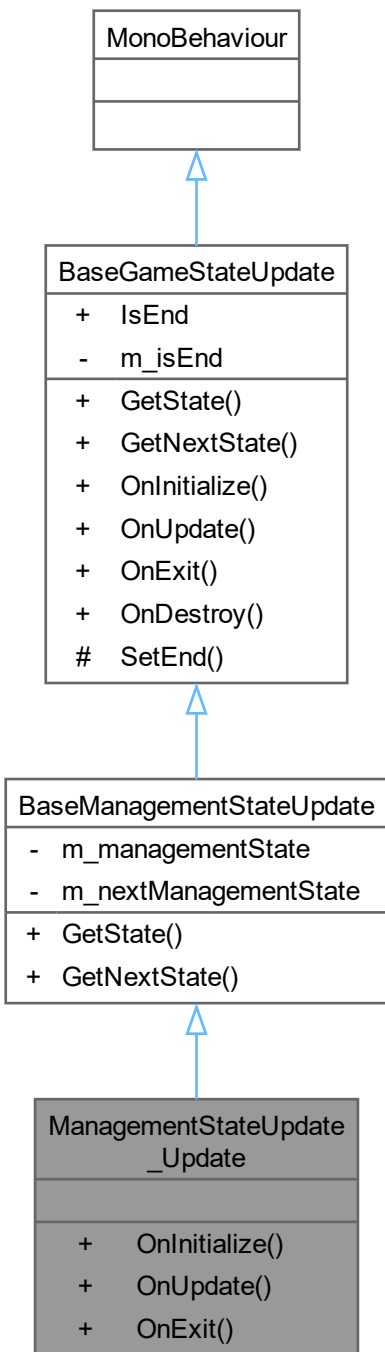 MonoBehaviour
BaseGameStateUpdate
+ IsEnd
- m_isEnd
+ GetState()
+ GetNextState()
+ OnInitialize()
+ OnUpdate()
+ OnExit()
+ OnDestroy()
# SetEnd()
BaseManagementStateUpdate
- m_managementState
- m_nextManagementState
+ GetState()
+ GetNextState()
ManagementStateUpdate
_Update
+ OnInitialize()
+ OnUpdate()
+ OnExit()